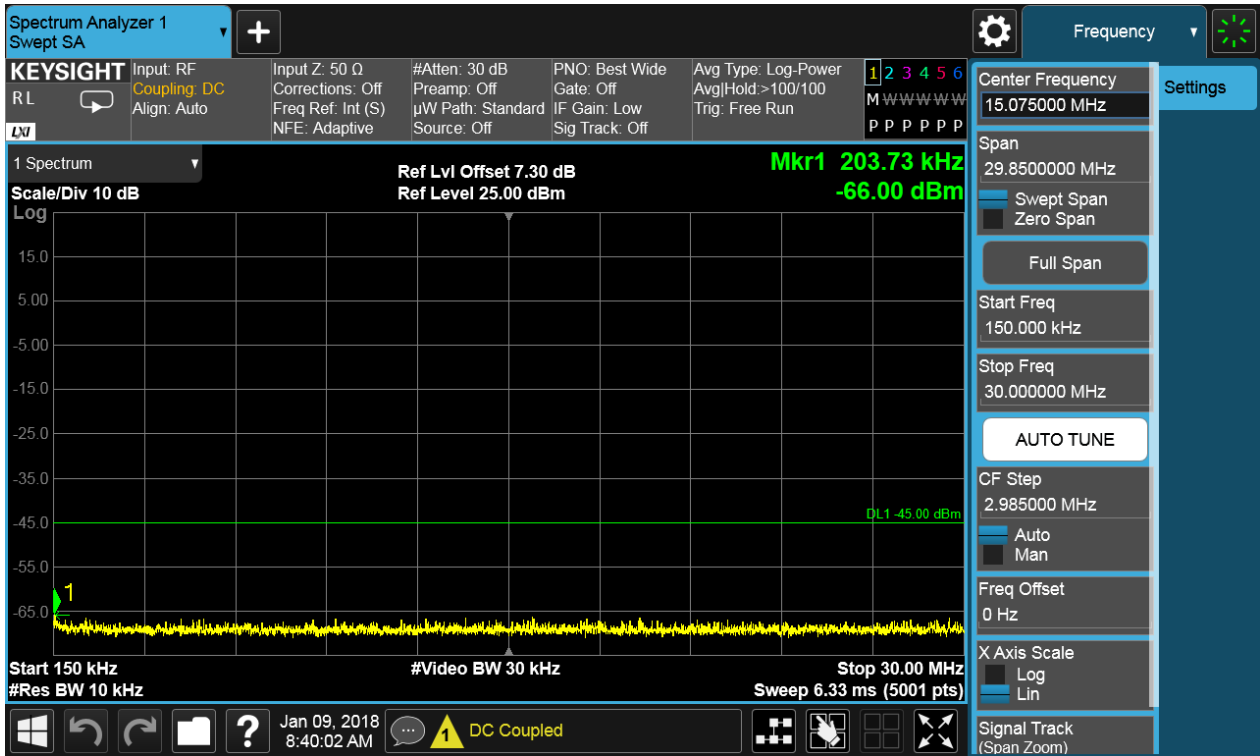 Spectrum Analyzer 1
Swept SA
+
Frequency
KEYSIGHT
RL
LXI
Input: RF
Coupling: DC
Align: Auto
Input Z: 50 Ω
Corrections: Off
Freq Ref: Int (S)
NFE: Adaptive
#Atten: 30 dB
Preamp: Off
µW Path: Standard
Source: Off
PNO: Best Wide
Gate: Off
IF Gain: Low
Sig Track: Off
Avg Type: Log-Power
Avg|Hold:>100/100
Trig: Free Run
1 2 3 4 5 6
M W W W W W
P P P P P P
1 Spectrum
Scale/Div 10 dB
Log
Ref Lvl Offset 7.30 dB
Ref Level 25.00 dBm
Mkr1 203.73 kHz
-66.00 dBm
15.0
5.00
-5.00
-15.0
-25.0
-35.0
-45.0
-55.0
-65.0
DL1 -45.00 dBm
1
Start 150 kHz
#Res BW 10 kHz
#Video BW 30 kHz
Stop 30.00 MHz
Sweep 6.33 ms (5001 pts)
Center Frequency
15.075000 MHz
Span
29.8500000 MHz
Swept Span
Zero Span
Full Span
Start Freq
150.000 kHz
Stop Freq
30.000000 MHz
AUTO TUNE
CF Step
2.985000 MHz
Auto
Man
Freq Offset
0 Hz
X Axis Scale
Log
Lin
Signal Track
(Span Zoom)
Settings
?
Jan 09, 2018
8:40:02 AM
1
DC Coupled